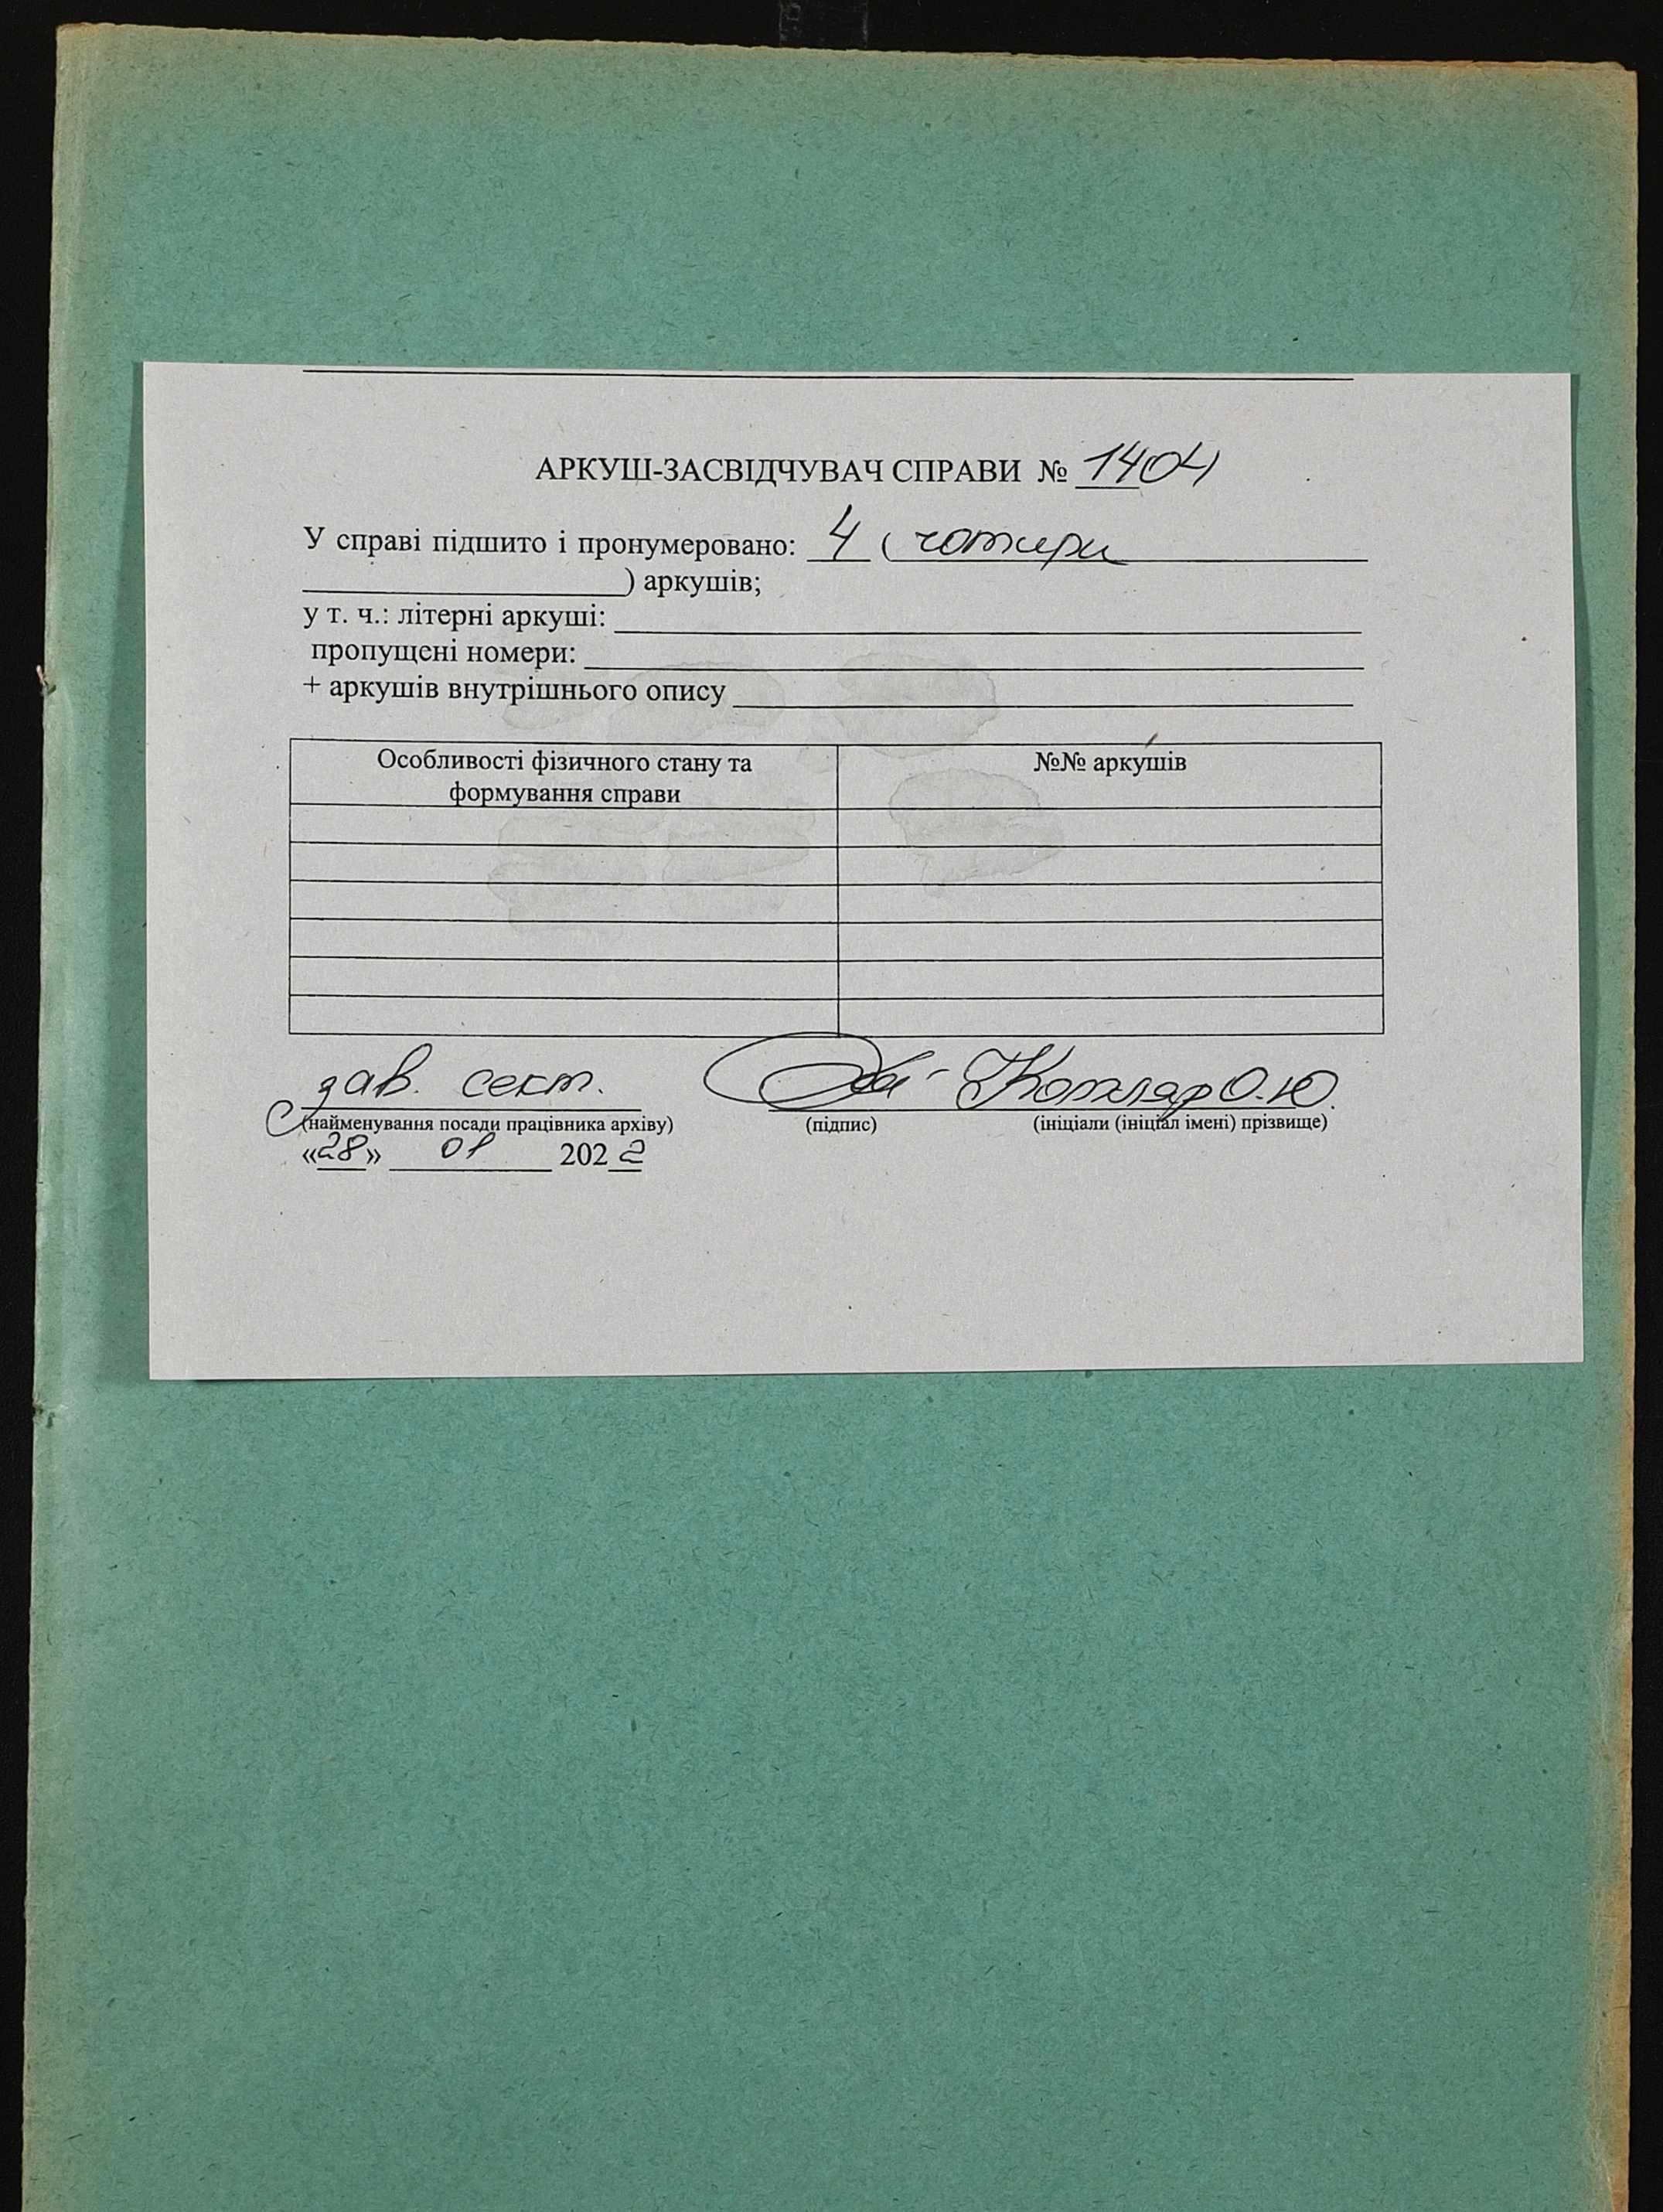 АРКУШ-ЗАСВІДЧУВАЧ СПРАВИ № 1404
У справі підшито і пронумеровано: 4 ( чотири
) аркушів;
у т. ч.: літерні аркуші:
пропущені номери:
+ аркушів внутрішнього опису
Особливості фізичного стану та формування справи
№№ аркушів
зав. сект. Котляр О.Ю.
(найменування посади працівника архіву) (підпис) (ініціали (ініціал імені) прізвище)
«28» 01 2022